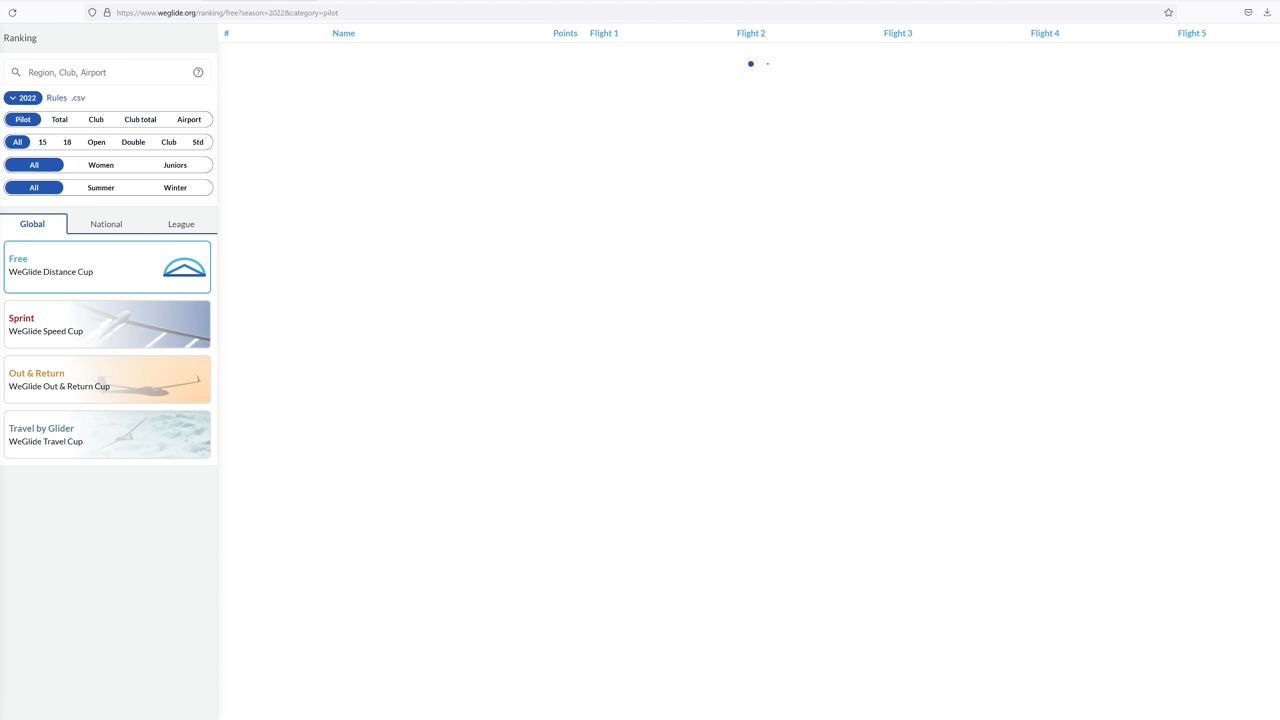 https://www.weglide.org/ranking/free?season=2022&category=pilot
Ranking
Region, Club, Airport
2022 Rules .csv
Pilot Total Club Club total Airport
All 15 18 Open Double Club Std
All Women Juniors
All Summer Winter
Global National League
Free
WeGlide Distance Cup
Sprint
WeGlide Speed Cup
Out & Return
WeGlide Out & Return Cup
Travel by Glider
WeGlide Travel Cup
# Name Points Flight 1 Flight 2 Flight 3 Flight 4 Flight 5